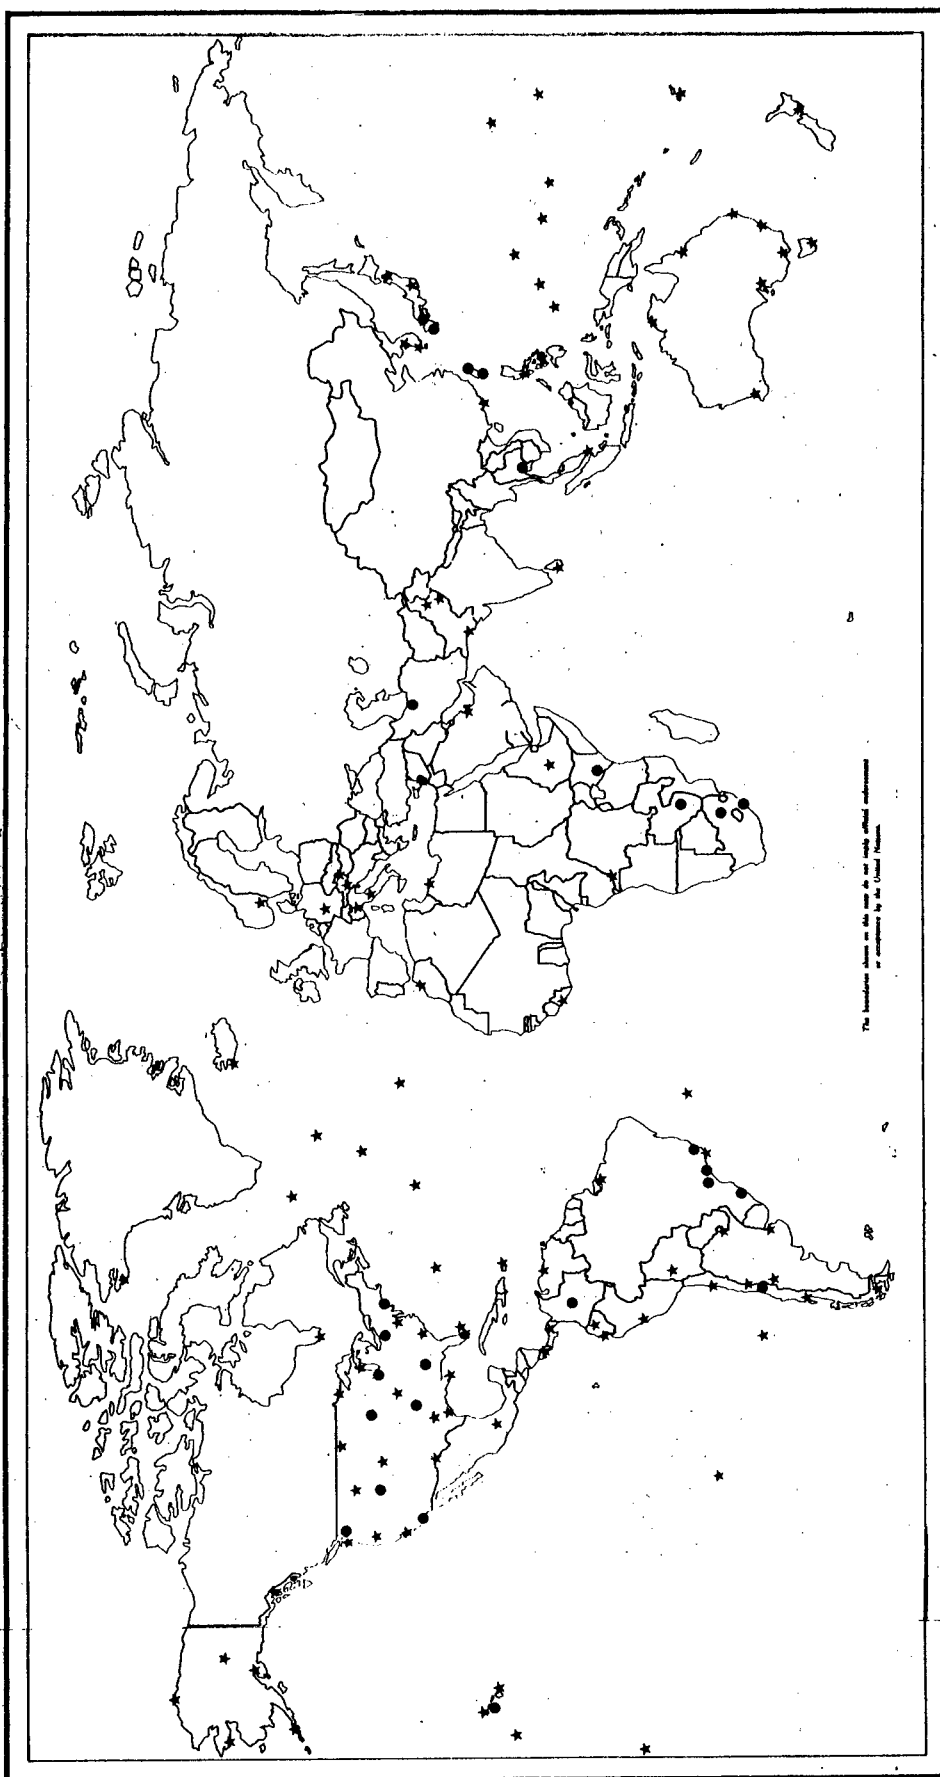 The boundaries shown on this map do not imply official endorsement
or acceptance by the United Nations.